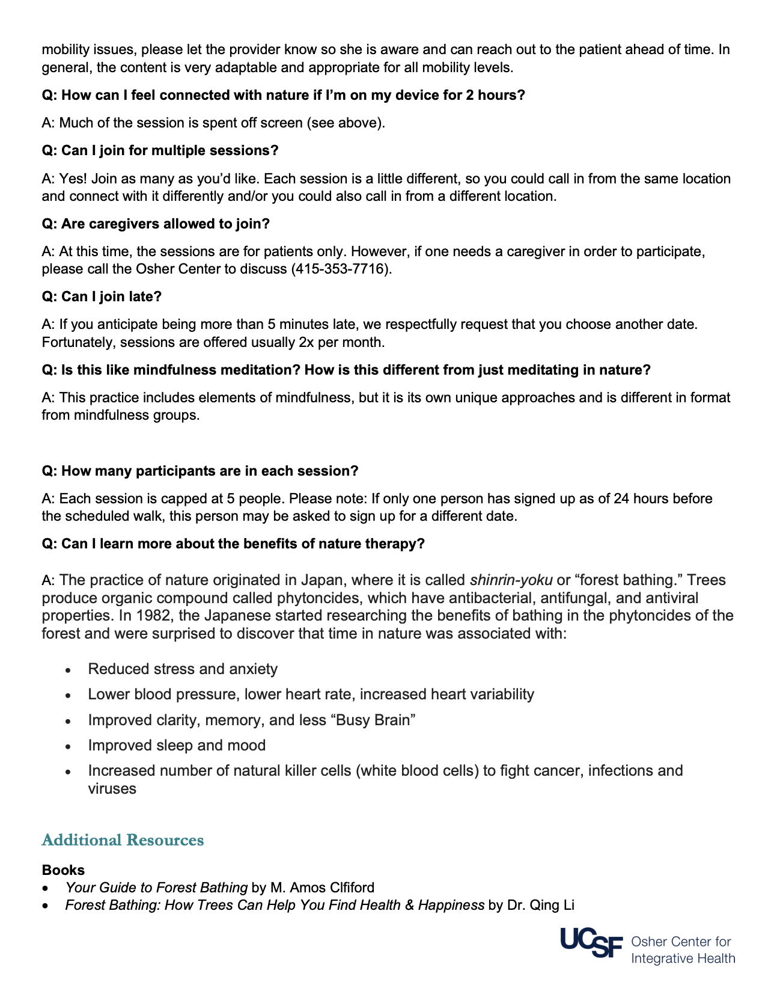 mobility issues, please let the provider know so she is aware and can reach out to the patient ahead of time. In
general, the content is very adaptable and appropriate for all mobility levels.
Q: How can I feel connected with nature if I’m on my device for 2 hours?
A: Much of the session is spent off screen (see above).
Q: Can I join for multiple sessions?
A: Yes! Join as many as you’d like. Each session is a little different, so you could call in from the same location
and connect with it differently and/or you could also call in from a different location.
Q: Are caregivers allowed to join?
A: At this time, the sessions are for patients only. However, if one needs a caregiver in order to participate,
please call the Osher Center to discuss (415-353-7716).
Q: Can I join late?
A: If you anticipate being more than 5 minutes late, we respectfully request that you choose another date.
Fortunately, sessions are offered usually 2x per month.
Q: Is this like mindfulness meditation? How is this different from just meditating in nature?
A: This practice includes elements of mindfulness, but it is its own unique approaches and is different in format
from mindfulness groups.
Q: How many participants are in each session?
A: Each session is capped at 5 people. Please note: If only one person has signed up as of 24 hours before
the scheduled walk, this person may be asked to sign up for a different date.
Q: Can I learn more about the benefits of nature therapy?
A: The practice of nature originated in Japan, where it is called shinrin-yoku or “forest bathing.” Trees
produce organic compound called phytoncides, which have antibacterial, antifungal, and antiviral
properties. In 1982, the Japanese started researching the benefits of bathing in the phytoncides of the
forest and were surprised to discover that time in nature was associated with:
• Reduced stress and anxiety
• Lower blood pressure, lower heart rate, increased heart variability
• Improved clarity, memory, and less “Busy Brain”
• Improved sleep and mood
• Increased number of natural killer cells (white blood cells) to fight cancer, infections and
viruses
Additional Resources
Books
• Your Guide to Forest Bathing by M. Amos Clfiford
• Forest Bathing: How Trees Can Help You Find Health & Happiness by Dr. Qing Li
UCSF Osher Center for
Integrative Health